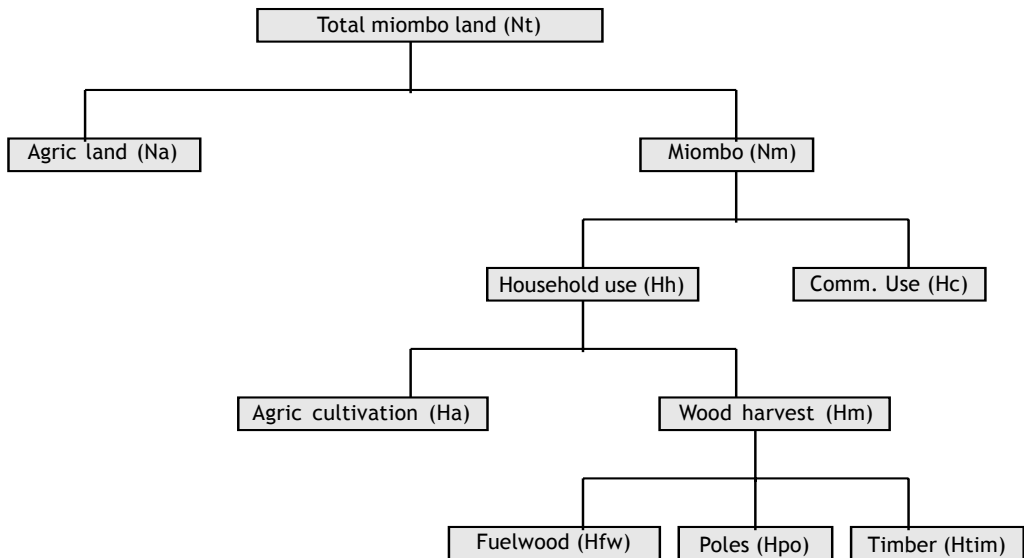 Total miombo land (Nt)
Agric land (Na)
Miombo (Nm)
Household use (Hh)
Comm. Use (Hc)
Agric cultivation (Ha)
Wood harvest (Hm)
Fuelwood (Hfw)
Poles (Hpo)
Timber (Htim)